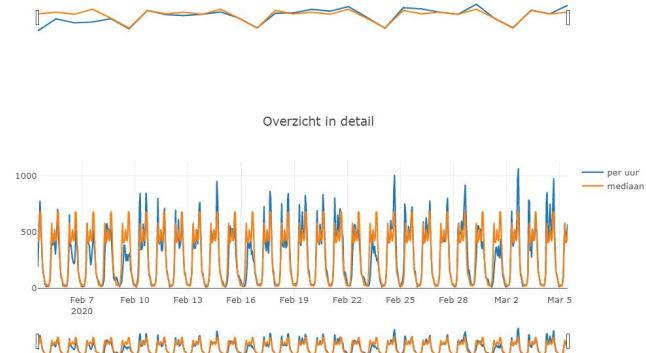 Overzicht in detail
1000
per uur
mediaan
500
0
Feb 7 Feb 10 Feb 13 Feb 16 Feb 19 Feb 22 Feb 25 Feb 28 Mar 2 Mar 5
2020